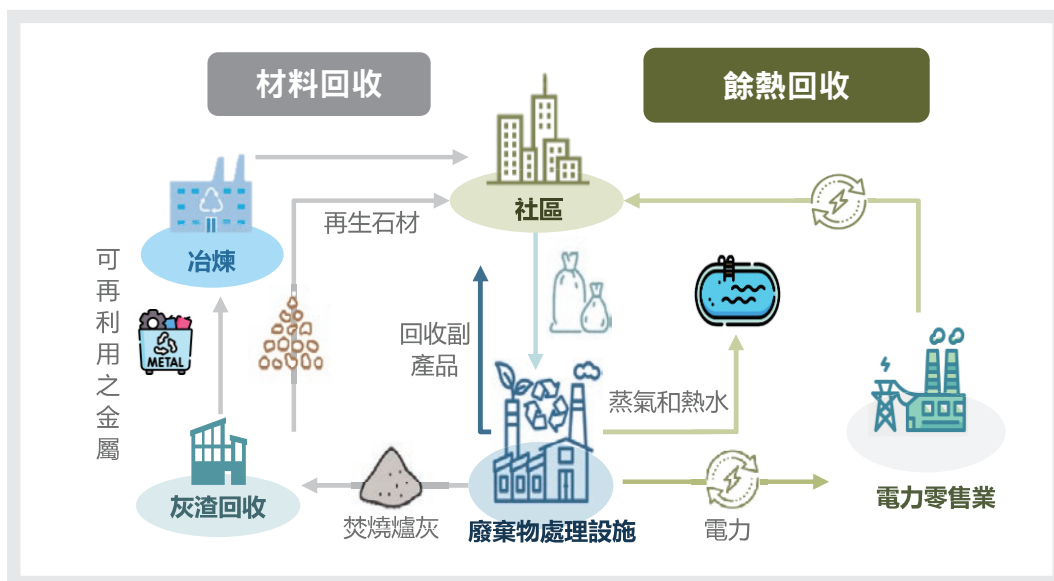 材料回收
餘熱回收
社區
再生石材
冶煉
可再利用之金屬
METAL
回收副
產品
蒸氣和熱水
灰渣回收
焚燒爐灰
廢棄物處理設施
電力
電力零售業